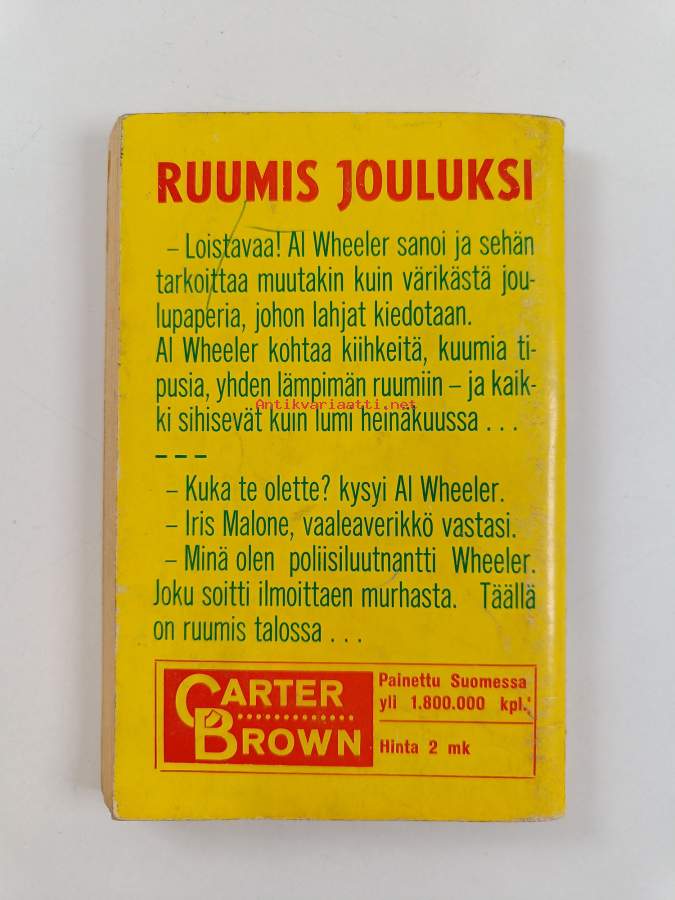 RUUMIS JOULUKSI
– Loistavaa! Al Wheeler sanoi ja sehän
tarkoittaa muutakin kuin värikästä jou-
lupaperia, johon lahjat kiedotaan.
Al Wheeler kohtaa kiihkeitä, kuumia ti-
pusia, yhden lämpimän ruumiin – ja kaik-
Antikvariaatti.net
ki sihisevät kuin lumi heinäkuussa . . .
– – –
– Kuka te olette? kysyi Al Wheeler.
– Iris Malone, vaaleaverikkö vastasi.
– Minä olen poliisiluutnantti Wheeler.
Joku soitti ilmoittaen murhasta. Täällä
on ruumis talossa . . .
CARTER
BROWN
Painettu Suomessa
yli 1.800.000 kpl.
Hinta 2 mk